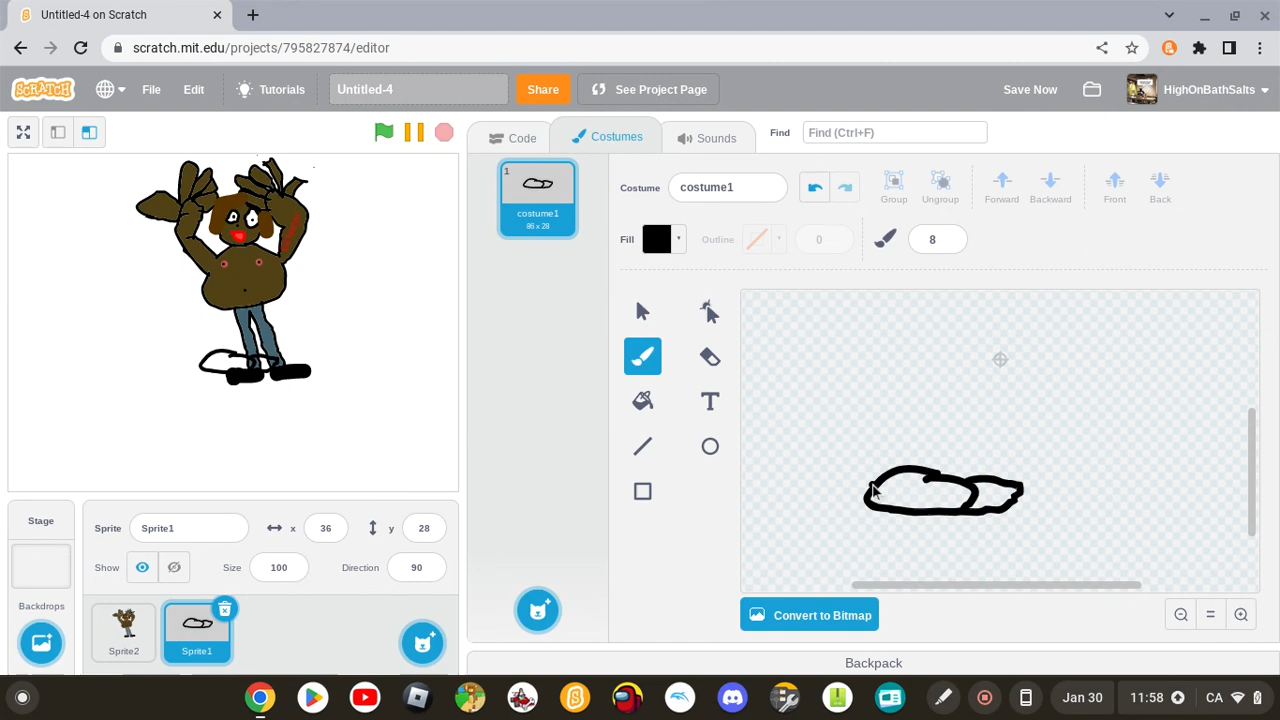 Untitled-4 on Scratch
scratch.mit.edu/projects/795827874/editor
SCRATCH
File
Edit
Tutorials
Untitled-4
Share
See Project Page
Save Now
HighOnBathSalts
Code
Costumes
Sounds
Find
Find (Ctrl+F)
1
costume1
86 x 28
Costume
costume1
Group
Ungroup
Forward
Backward
Front
Back
Fill
Outline
0
8
Convert to Bitmap
Backpack
Sprite
Sprite1
x
36
y
28
Show
Size
100
Direction
90
Sprite2
Sprite1
Stage
Backdrops
Jan 30
11:58
CA